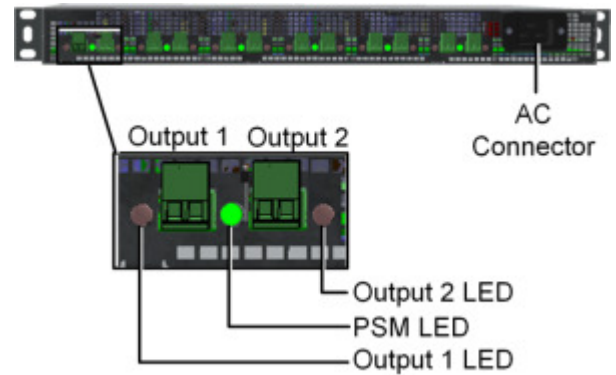 AC
Connector
Output 1 Output 2
Output 2 LED
PSM LED
Output 1 LED